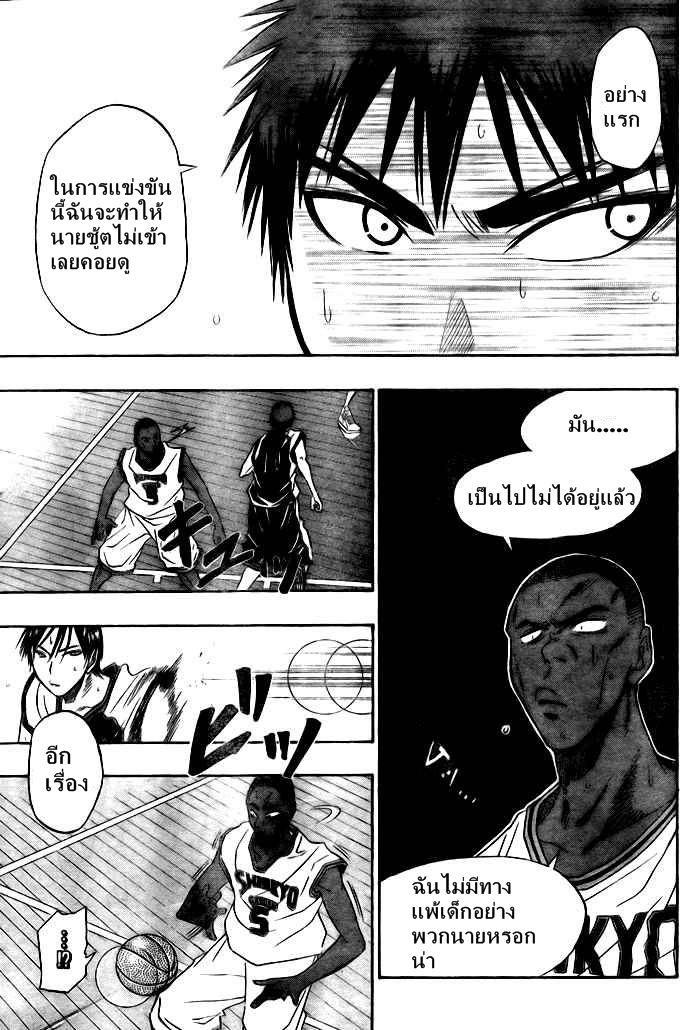 อย่าง
แรก
ในการแข่งขัน
นี้ฉันจะทำให้
นายชู้ตไม่เข้า
เลยคอยดู
มัน.....
เป็นไปไม่ได้อยู่แล้ว
キュッ
ฉันไม่มีทาง
แพ้เด็กอย่าง
พวกนายหรอก
น่า
ビッ
อีก
เรื่อง
SHINKYO
5